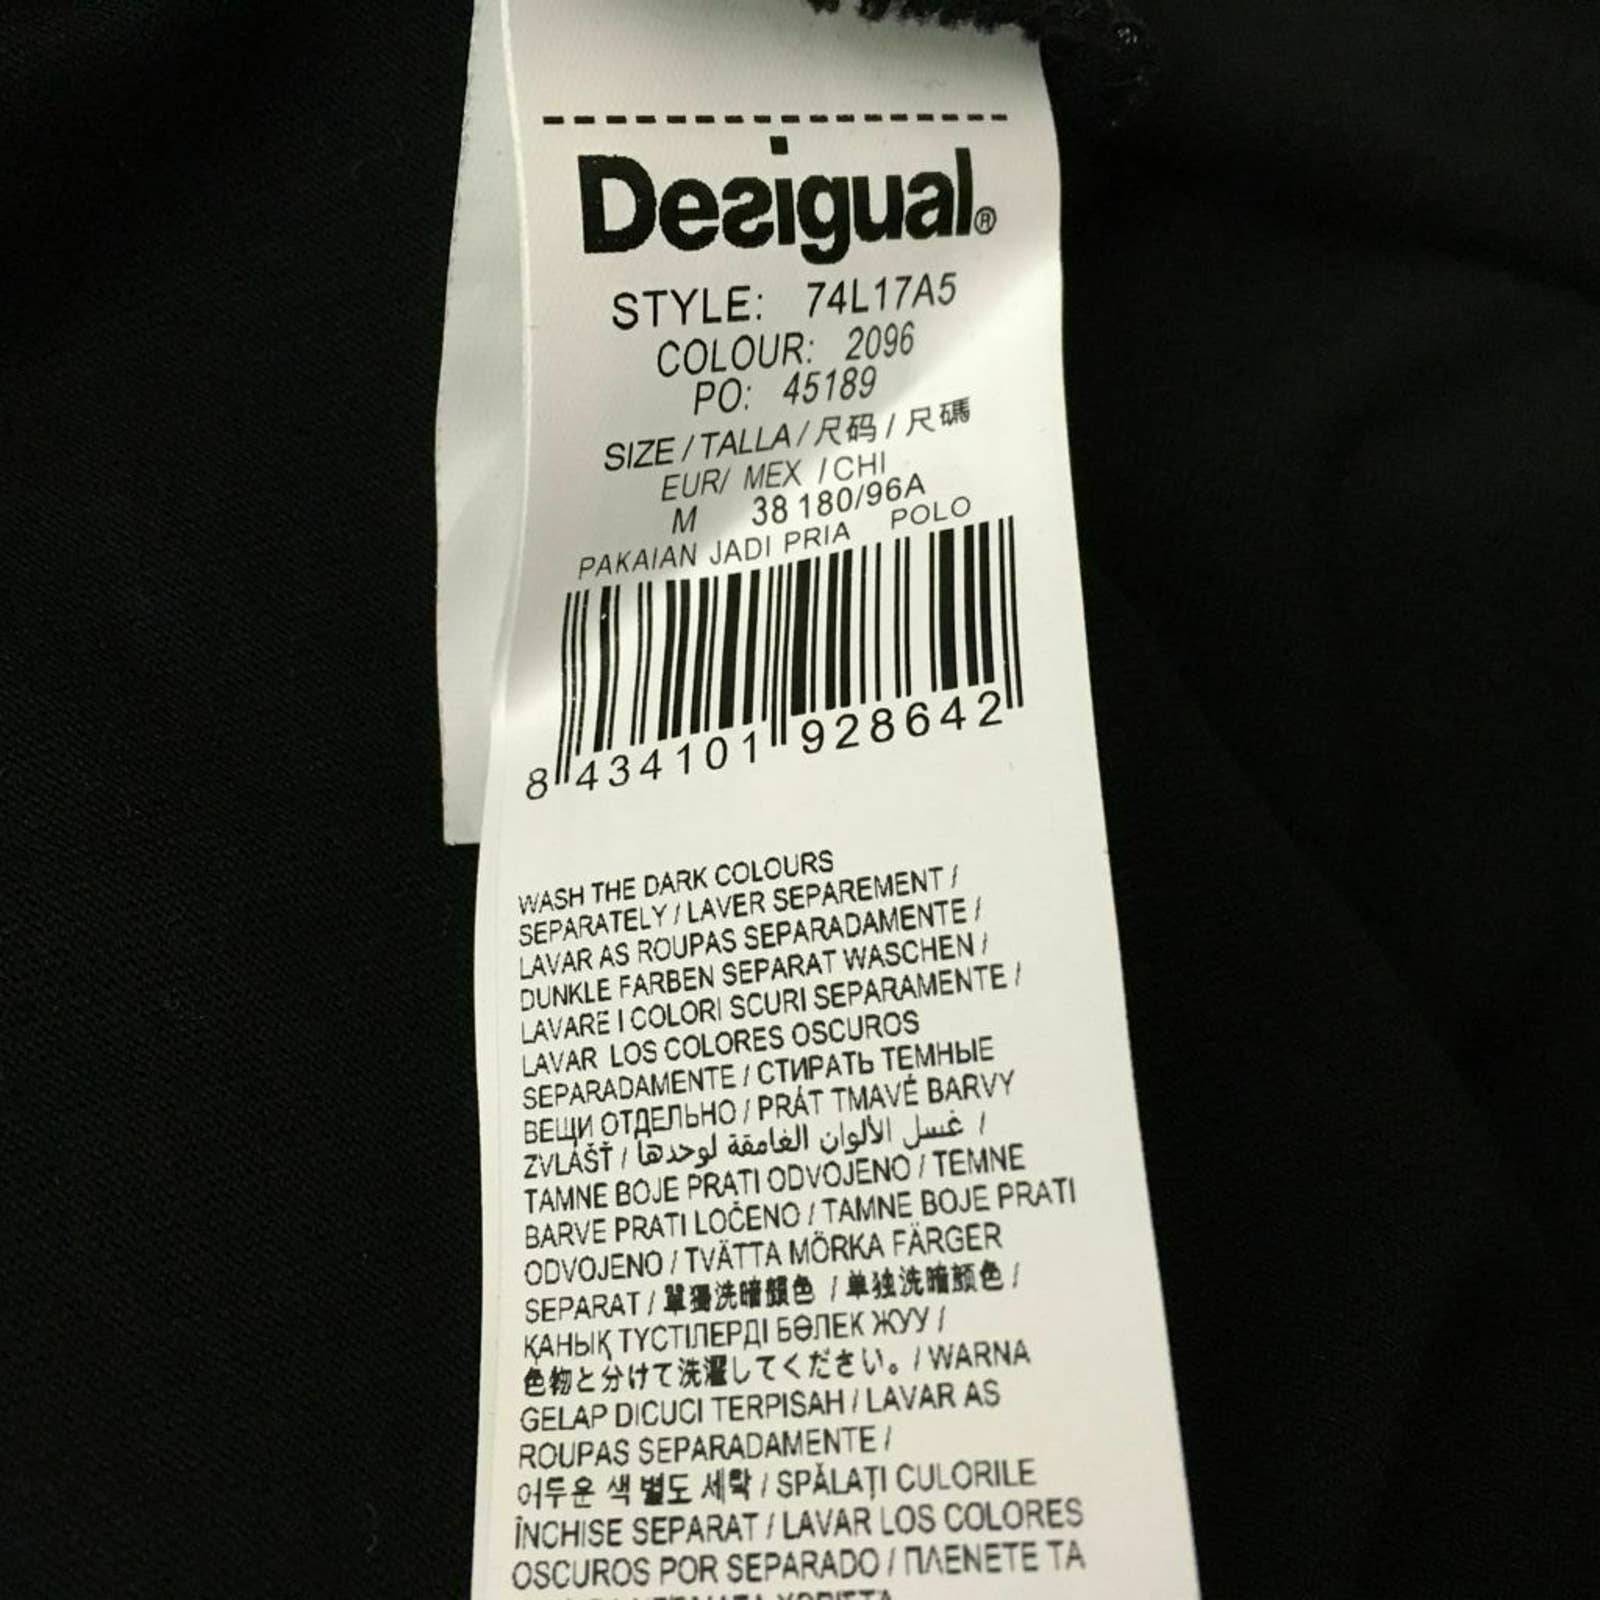 Desigual®
STYLE: 74L17A5
COLOUR: 2096
PO: 45189
SIZE / TALLA / 尺码 / 尺碼
EUR/ MEX / CHI
M 38 180/96A
PAKAIAN JADI PRIA POLO
8 434101 928642
WASH THE DARK COLOURS
SEPARATELY / LAVER SEPAREMENT /
LAVAR AS ROUPAS SEPARADAMENTE /
DUNKLE FARBEN SEPARAT WASCHEN /
LAVARE I COLORI SCURI SEPARAMENTE /
LAVAR LOS COLORES OSCUROS
SEPARADAMENTE / СТИРАТЬ ТЕМНЫЕ
ВЕЩИ ОТДЕЛЬНО / PRÁT TMAVÉ BARVY
ZVLÁŠŤ / غسل الألوان الغامقة لوحدها /
TAMNE BOJE PRATI ODVOJENO / TEMNE
BARVE PRATI LOČENO / TAMNE BOJE PRATI
ODVOJENO / TVÄTTA MÖRKA FÄRGER
SEPARAT / 單獨洗暗顏色 / 单独洗暗颜色 /
ҚАНЫҚ ТҮСТІЛЕРДІ БӨЛЕК ЖУУ /
色物と分けて洗濯してください。 / WARNA
GELAP DICUCI TERPISAH / LAVAR AS
ROUPAS SEPARADAMENTE /
어두운 색 별도 세탁 / SPĂLAȚI CULORILE
ÎNCHISE SEPARAT / LAVAR LOS COLORES
OSCUROS POR SEPARADO / ΠΛΕΝΕΤΕ ΤΑ